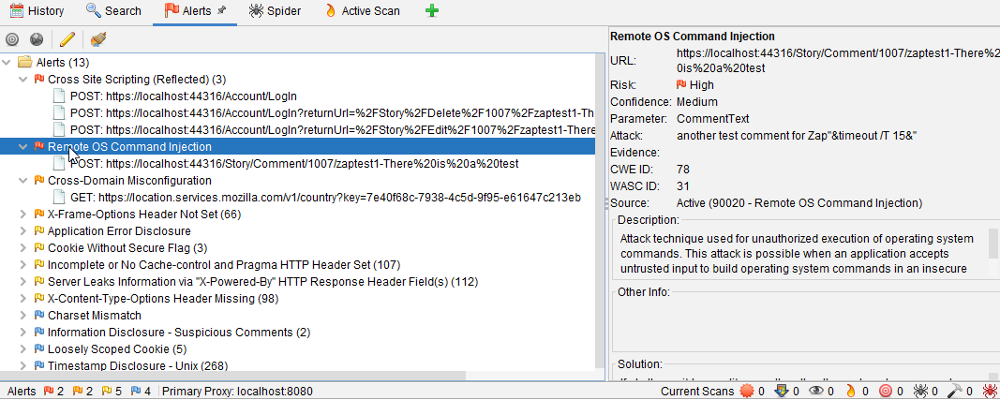 History Search Alerts Spider Active Scan
Alerts (13)
Cross Site Scripting (Reflected) (3)
POST: https://localhost:44316/Account/LogIn
POST: https://localhost:44316/Account/LogIn?returnUrl=%2FStory%2FDelete%2F1007%2Fzaptest1-Th
POST: https://localhost:44316/Account/LogIn?returnUrl=%2FStory%2FEdit%2F1007%2Fzaptest1-There
Remote OS Command Injection
POST: https://localhost:44316/Story/Comment/1007/zaptest1-There%20is%20a%20test
Cross-Domain Misconfiguration
GET: https://location.services.mozilla.com/v1/country?key=7e40f68c-7938-4c5d-9f95-e61647c213eb
X-Frame-Options Header Not Set (66)
Application Error Disclosure
Cookie Without Secure Flag (3)
Incomplete or No Cache-control and Pragma HTTP Header Set (107)
Server Leaks Information via "X-Powered-By" HTTP Response Header Field(s) (112)
X-Content-Type-Options Header Missing (98)
Charset Mismatch
Information Disclosure - Suspicious Comments (2)
Loosely Scoped Cookie (5)
Timestamp Disclosure - Unix (268)
Remote OS Command Injection
URL: https://localhost:44316/Story/Comment/1007/zaptest1-There%2
0is%20a%20test
Risk: High
Confidence: Medium
Parameter: CommentText
Attack: another test comment for Zap"&timeout /T 15&"
Evidence:
CWE ID: 78
WASC ID: 31
Source: Active (90020 - Remote OS Command Injection)
Description:
Attack technique used for unauthorized execution of operating system
commands. This attack is possible when an application accepts
untrusted input to build operating system commands in an insecure
Other Info:
Solution:
Alerts 2 2 5 4 Primary Proxy: localhost:8080 Current Scans 0 0 0 0 0 0 0